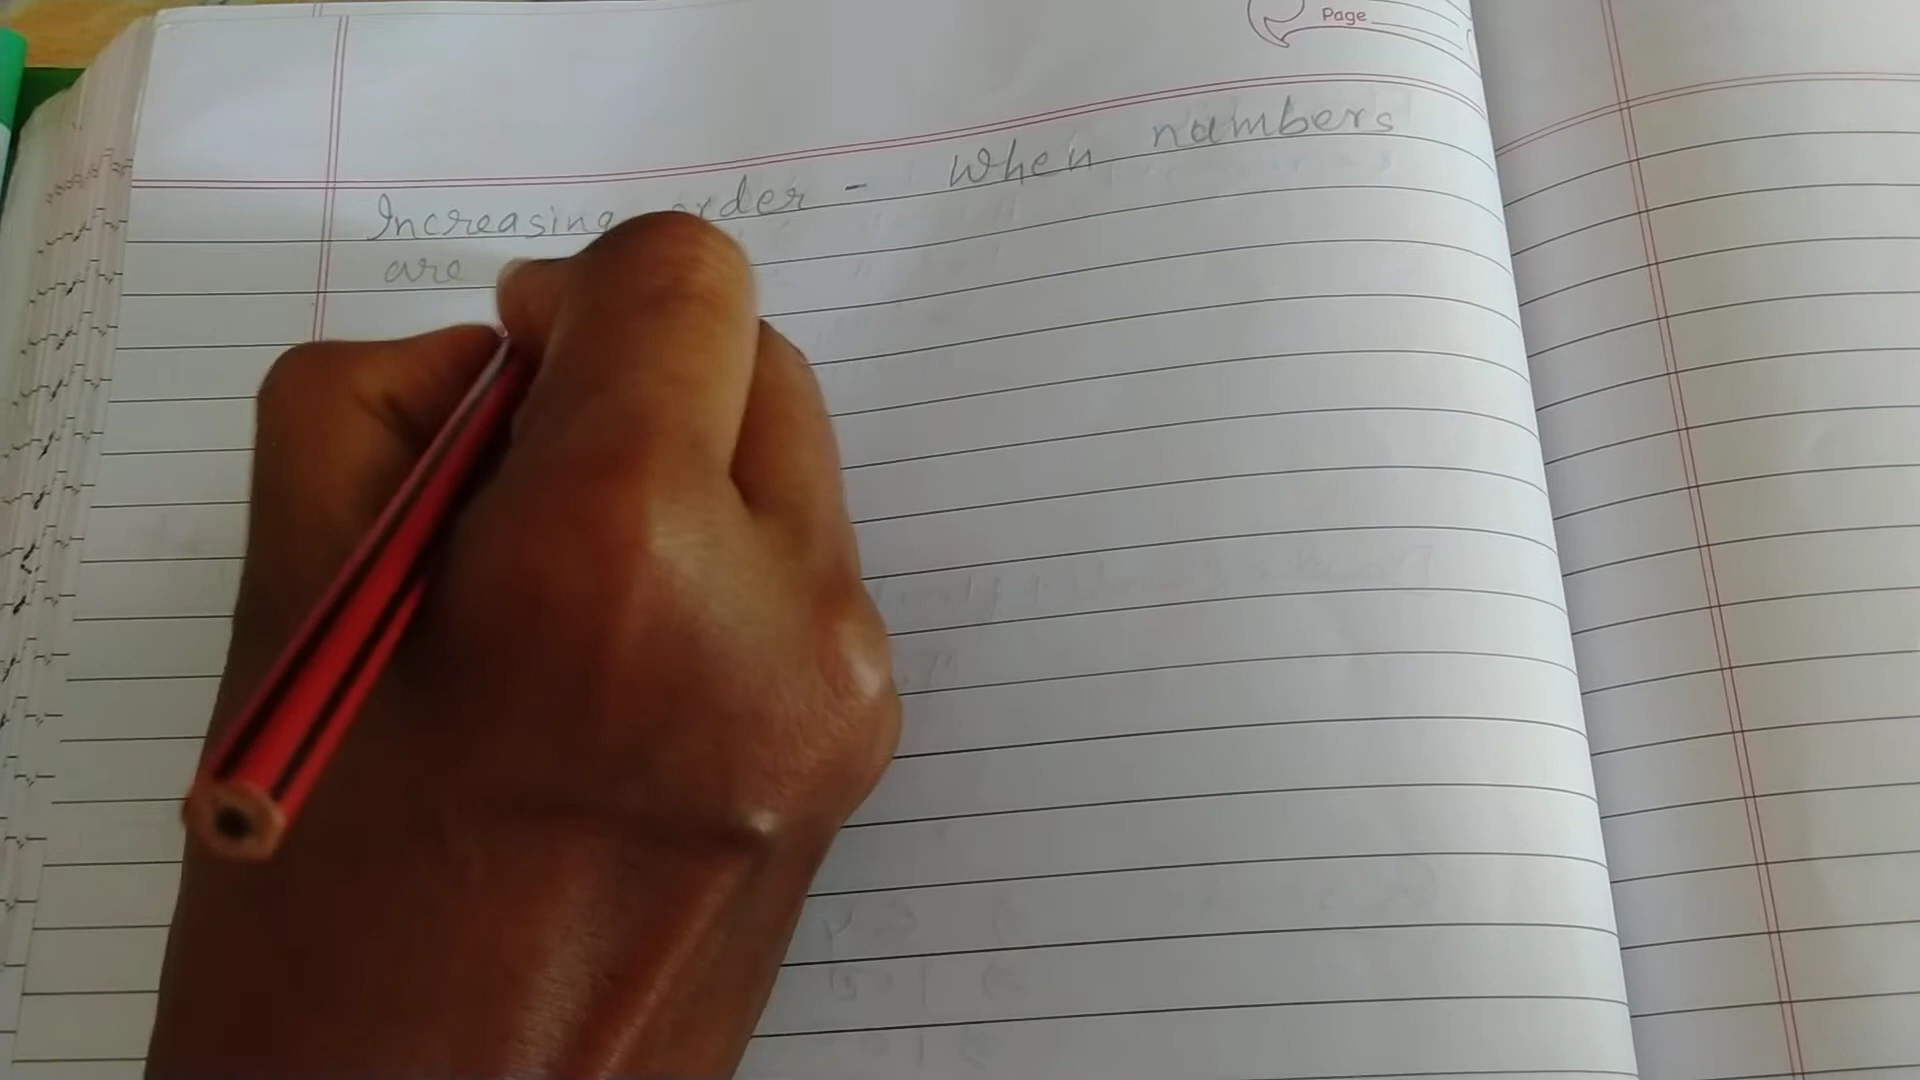 Page
Increasing order - When numbers
are